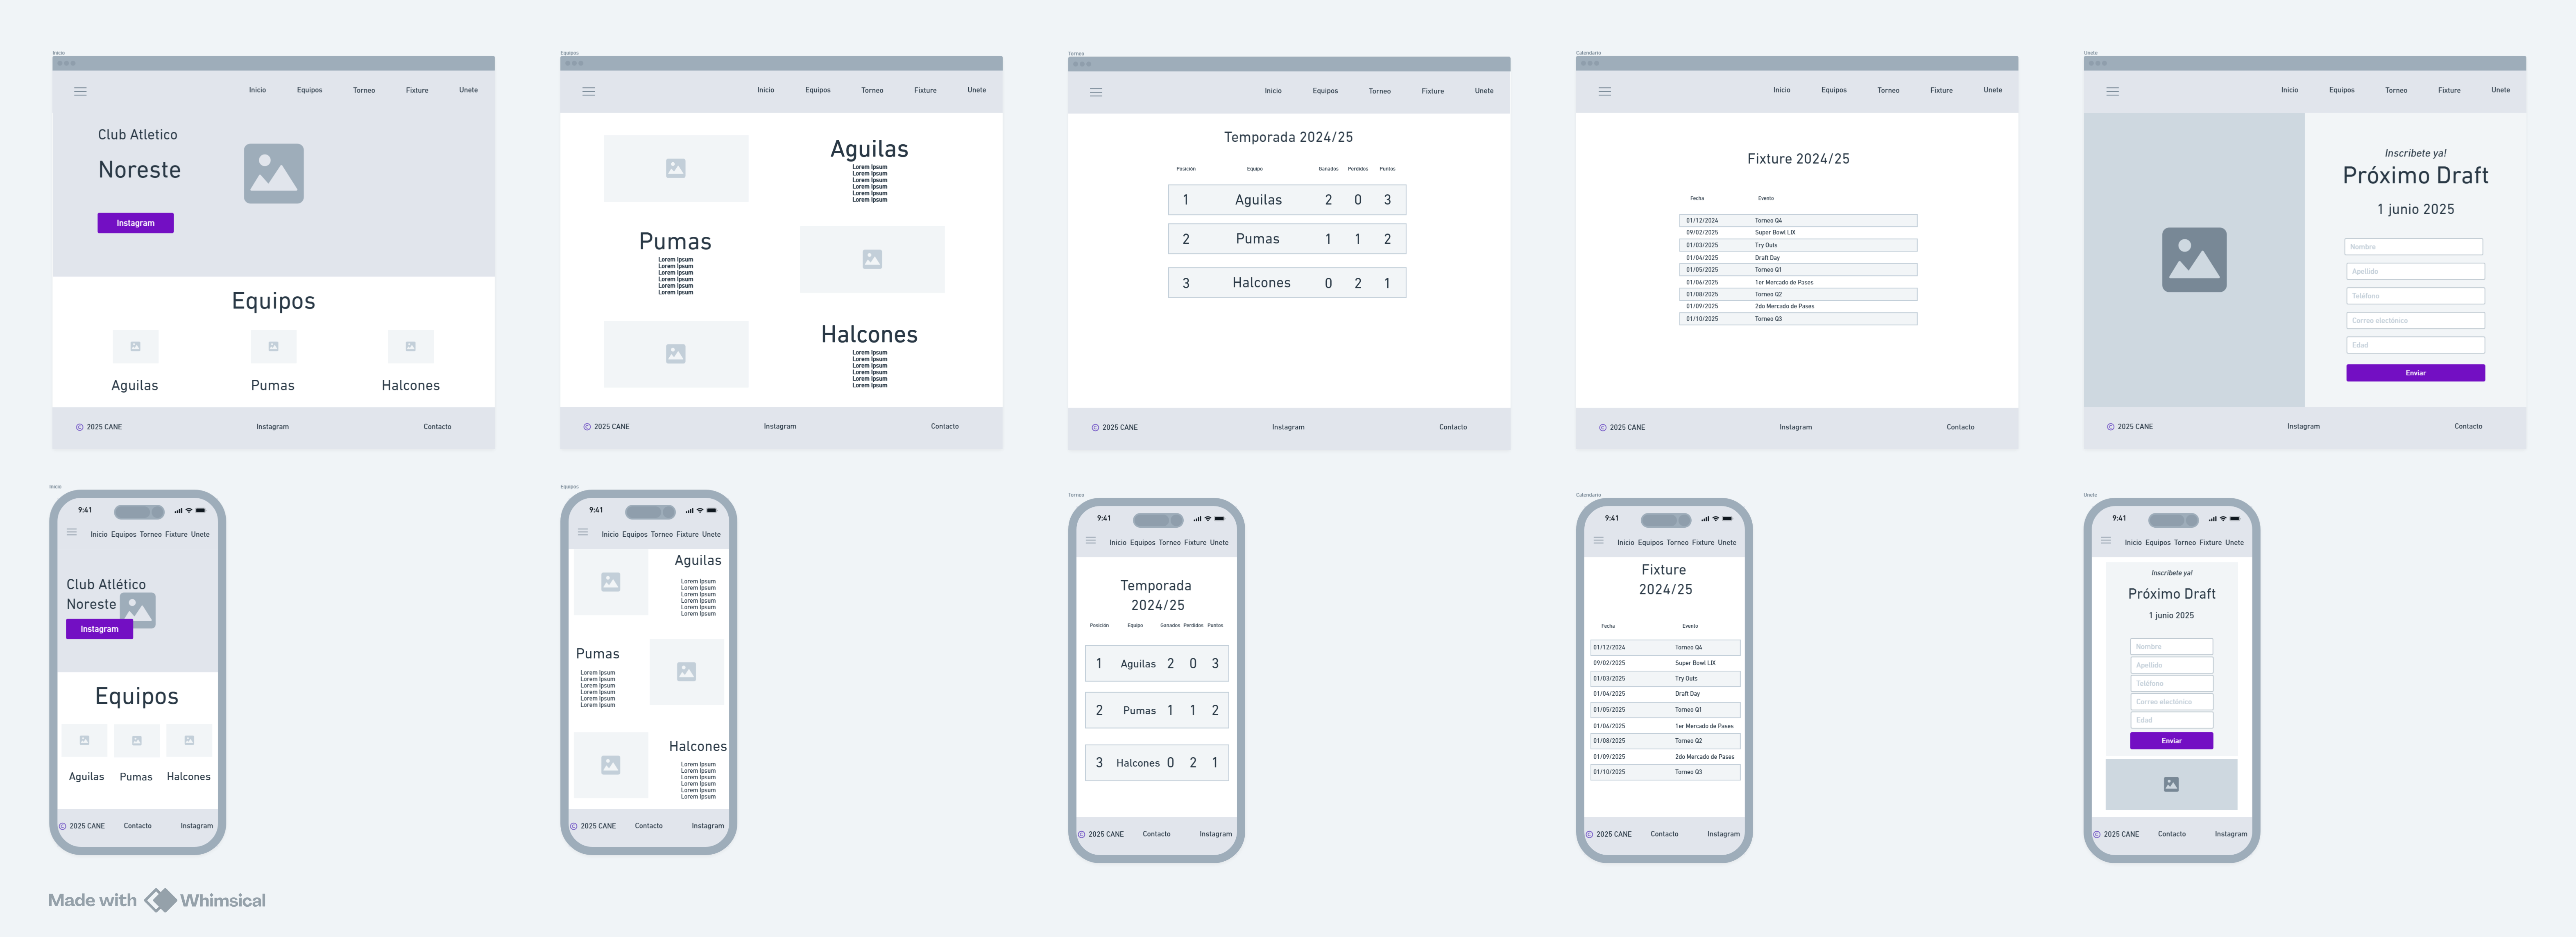 Inicio
Inicio Equipos Torneo Fixture Unete
Club Atletico
Noreste
Instagram
Equipos
Aguilas Pumas Halcones
© 2025 CANE Instagram Contacto
Equipos
Inicio Equipos Torneo Fixture Unete
Aguilas
Lorem Ipsum
Lorem Ipsum
Lorem Ipsum
Lorem Ipsum
Lorem Ipsum
Lorem Ipsum
Pumas
Lorem Ipsum
Lorem Ipsum
Lorem Ipsum
Lorem Ipsum
Lorem Ipsum
Lorem Ipsum
Halcones
Lorem Ipsum
Lorem Ipsum
Lorem Ipsum
Lorem Ipsum
Lorem Ipsum
Lorem Ipsum
© 2025 CANE Instagram Contacto
Torneo
Inicio Equipos Torneo Fixture Unete
Temporada 2024/25
Posición Equipo Ganados Perdidos Puntos
1 Aguilas 2 0 3
2 Pumas 1 1 2
3 Halcones 0 2 1
© 2025 CANE Instagram Contacto
Calendario
Inicio Equipos Torneo Fixture Unete
Fixture 2024/25
Fecha Evento
01/12/2024 Torneo Q4
09/02/2025 Super Bowl LIX
01/03/2025 Try Outs
01/04/2025 Draft Day
01/05/2025 Torneo Q1
01/06/2025 1er Mercado de Pases
01/08/2025 Torneo Q2
01/09/2025 2do Mercado de Pases
01/10/2025 Torneo Q3
© 2025 CANE Instagram Contacto
Unete
Inicio Equipos Torneo Fixture Unete
Inscribete ya!
Próximo Draft
1 junio 2025
Nombre
Apellido
Teléfono
Correo electónico
Edad
Enviar
© 2025 CANE Instagram Contacto
Inicio
9:41
Inicio Equipos Torneo Fixture Unete
Club Atlético
Noreste
Instagram
Equipos
Aguilas Pumas Halcones
© 2025 CANE Contacto Instagram
Equipos
9:41
Inicio Equipos Torneo Fixture Unete
Aguilas
Lorem Ipsum
Lorem Ipsum
Lorem Ipsum
Lorem Ipsum
Lorem Ipsum
Lorem Ipsum
Pumas
Lorem Ipsum
Lorem Ipsum
Lorem Ipsum
Lorem Ipsum
Lorem Ipsum
Lorem Ipsum
Halcones
Lorem Ipsum
Lorem Ipsum
Lorem Ipsum
Lorem Ipsum
Lorem Ipsum
Lorem Ipsum
© 2025 CANE Contacto Instagram
Torneo
9:41
Inicio Equipos Torneo Fixture Unete
Temporada
2024/25
Posición Equipo Ganados Perdidos Puntos
1 Aguilas 2 0 3
2 Pumas 1 1 2
3 Halcones 0 2 1
© 2025 CANE Contacto Instagram
Calendario
9:41
Inicio Equipos Torneo Fixture Unete
Fixture
2024/25
Fecha Evento
01/12/2024 Torneo Q4
09/02/2025 Super Bowl LIX
01/03/2025 Try Outs
01/04/2025 Draft Day
01/05/2025 Torneo Q1
01/06/2025 1er Mercado de Pases
01/08/2025 Torneo Q2
01/09/2025 2do Mercado de Pases
01/10/2025 Torneo Q3
© 2025 CANE Contacto Instagram
Unete
9:41
Inicio Equipos Torneo Fixture Unete
Inscribete ya!
Próximo Draft
1 junio 2025
Nombre
Apellido
Teléfono
Correo electónico
Edad
Enviar
© 2025 CANE Contacto Instagram
Made with Whimsical